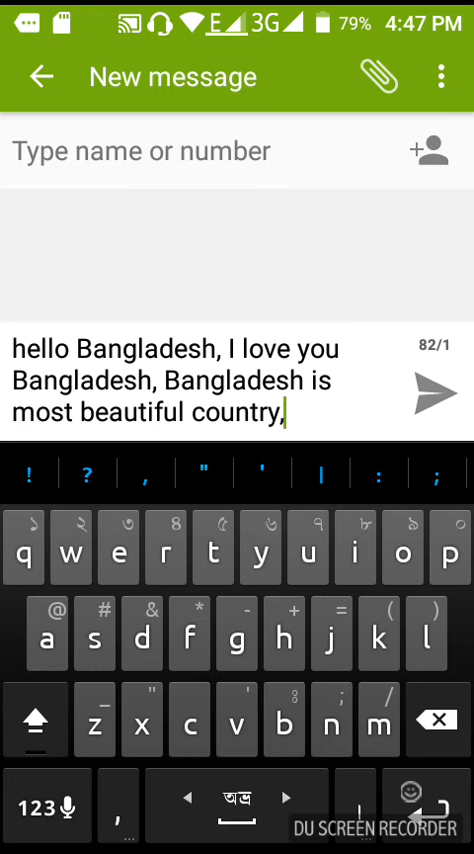 E 3G 79% 4:47 PM
New message
Type name or number
hello Bangladesh, I love you
82/1
Bangladesh, Bangladesh is
most beautiful country,
! ? , " ' | : ;
১ ২ ৩ ৪ ৫ ৬ ৭ ৮ ৯ ০
q w e r t y u i o p
@ # & * - + = ( )
a s d f g h j k l
_ " ' ঃ ; /
z x c v b n m
123 , অভ্র ।
DU SCREEN RECORDER